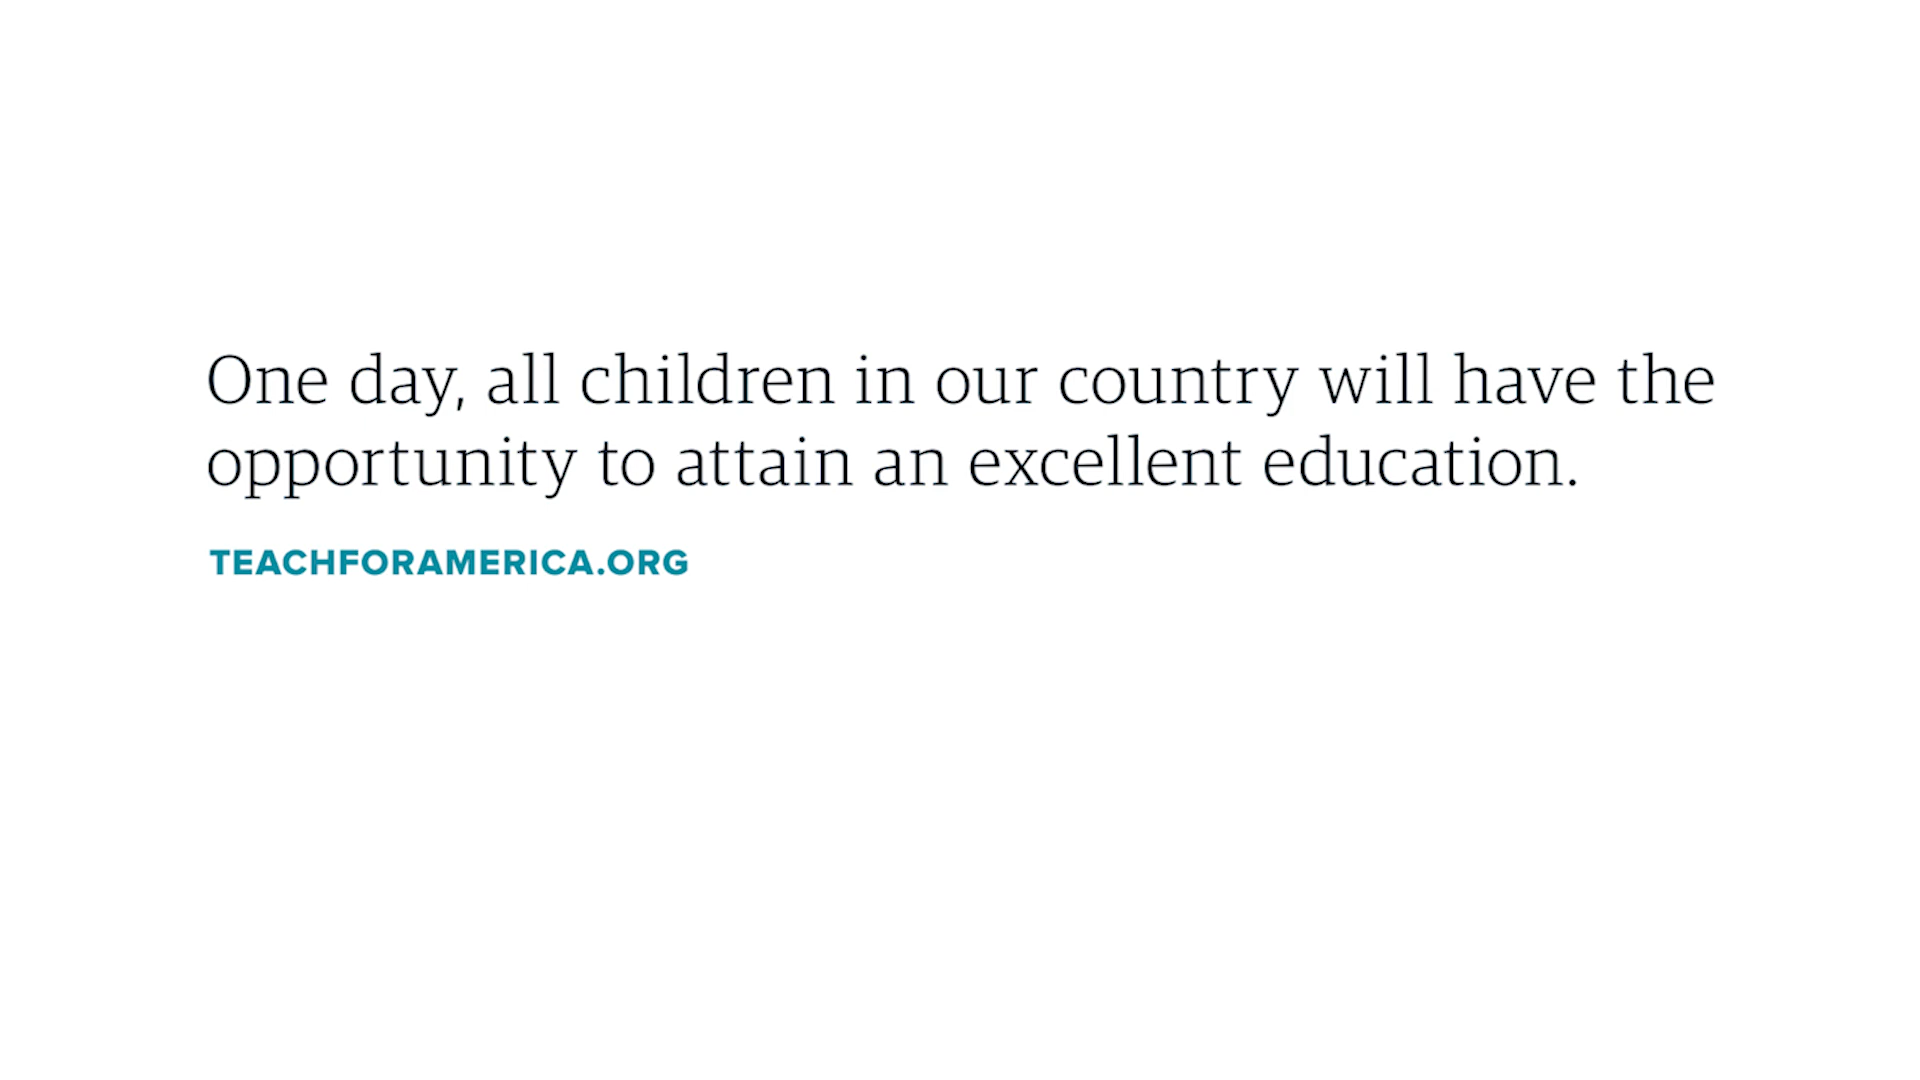 One day, all children in our country will have the
opportunity to attain an excellent education.
TEACHFORAMERICA.ORG